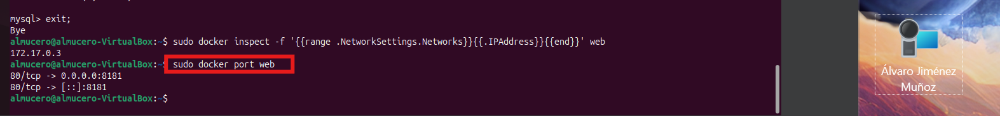 mysql> exit;
Bye
almucero@almucero-VirtualBox:~$ sudo docker inspect -f '{{range .NetworkSettings.Networks}}{{.IPAddress}}{{end}}' web
172.17.0.3
almucero@almucero-VirtualBox:~$ sudo docker port web
80/tcp -> 0.0.0.0:8181
80/tcp -> [::]:8181
almucero@almucero-VirtualBox:~$
Álvaro Jiménez
Muñoz